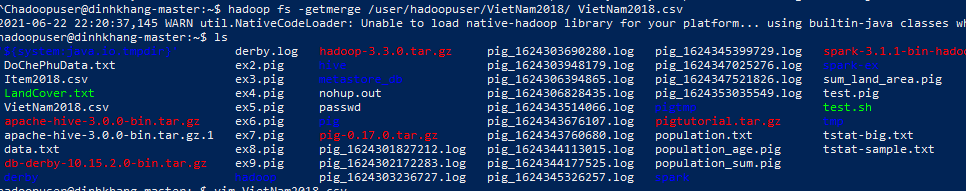 ^Chadoopuser@dinhkhang-master:~$ hadoop fs -getmerge /user/hadoopuser/VietNam2018/ VietNam2018.csv
2021-06-22 22:20:37,145 WARN util.NativeCodeLoader: Unable to load native-hadoop library for your platform... using builtin-java classes wh
hadoopuser@dinhkhang-master:~$ ls
derby.log hadoop-3.3.0.tar.gz pig_1624303690280.log pig_1624345399729.log spark-3.1.1-bin-hado
DoChePhuData.txt ex2.pig hive pig_1624303948179.log pig_1624347025276.log spark_ex
Item2018.csv ex3.pig metastore_db pig_1624306394865.log pig_1624347521826.log sum_land_area.pig
LandCover.txt ex4.pig nohup.out pig_1624306828435.log pig_1624353035549.log test.pig
VietNam2018.csv ex5.pig passwd pig_1624343514066.log test.sh
apache-hive-3.0.0-bin.tar.gz ex6.pig pig pig_1624343676107.log pigtutorial.tar.gz tmp
apache-hive-3.0.0-bin.tar.gz.1 ex7.pig pig-0.17.0.tar.gz pig_1624343760680.log population.txt tstat-big.txt
data.txt ex8.pig pig_1624301827212.log pig_1624344113015.log population_age.pig tstat-sample.txt
db-derby-10.15.2.0-bin.tar.gz ex9.pig pig_1624302172283.log pig_1624344177525.log population_sum.pig
derby hadoop pig_1624303236727.log pig_1624345326257.log spark
hadoopuser@dinhkhang-master:~$ vim VietNam2018.csv